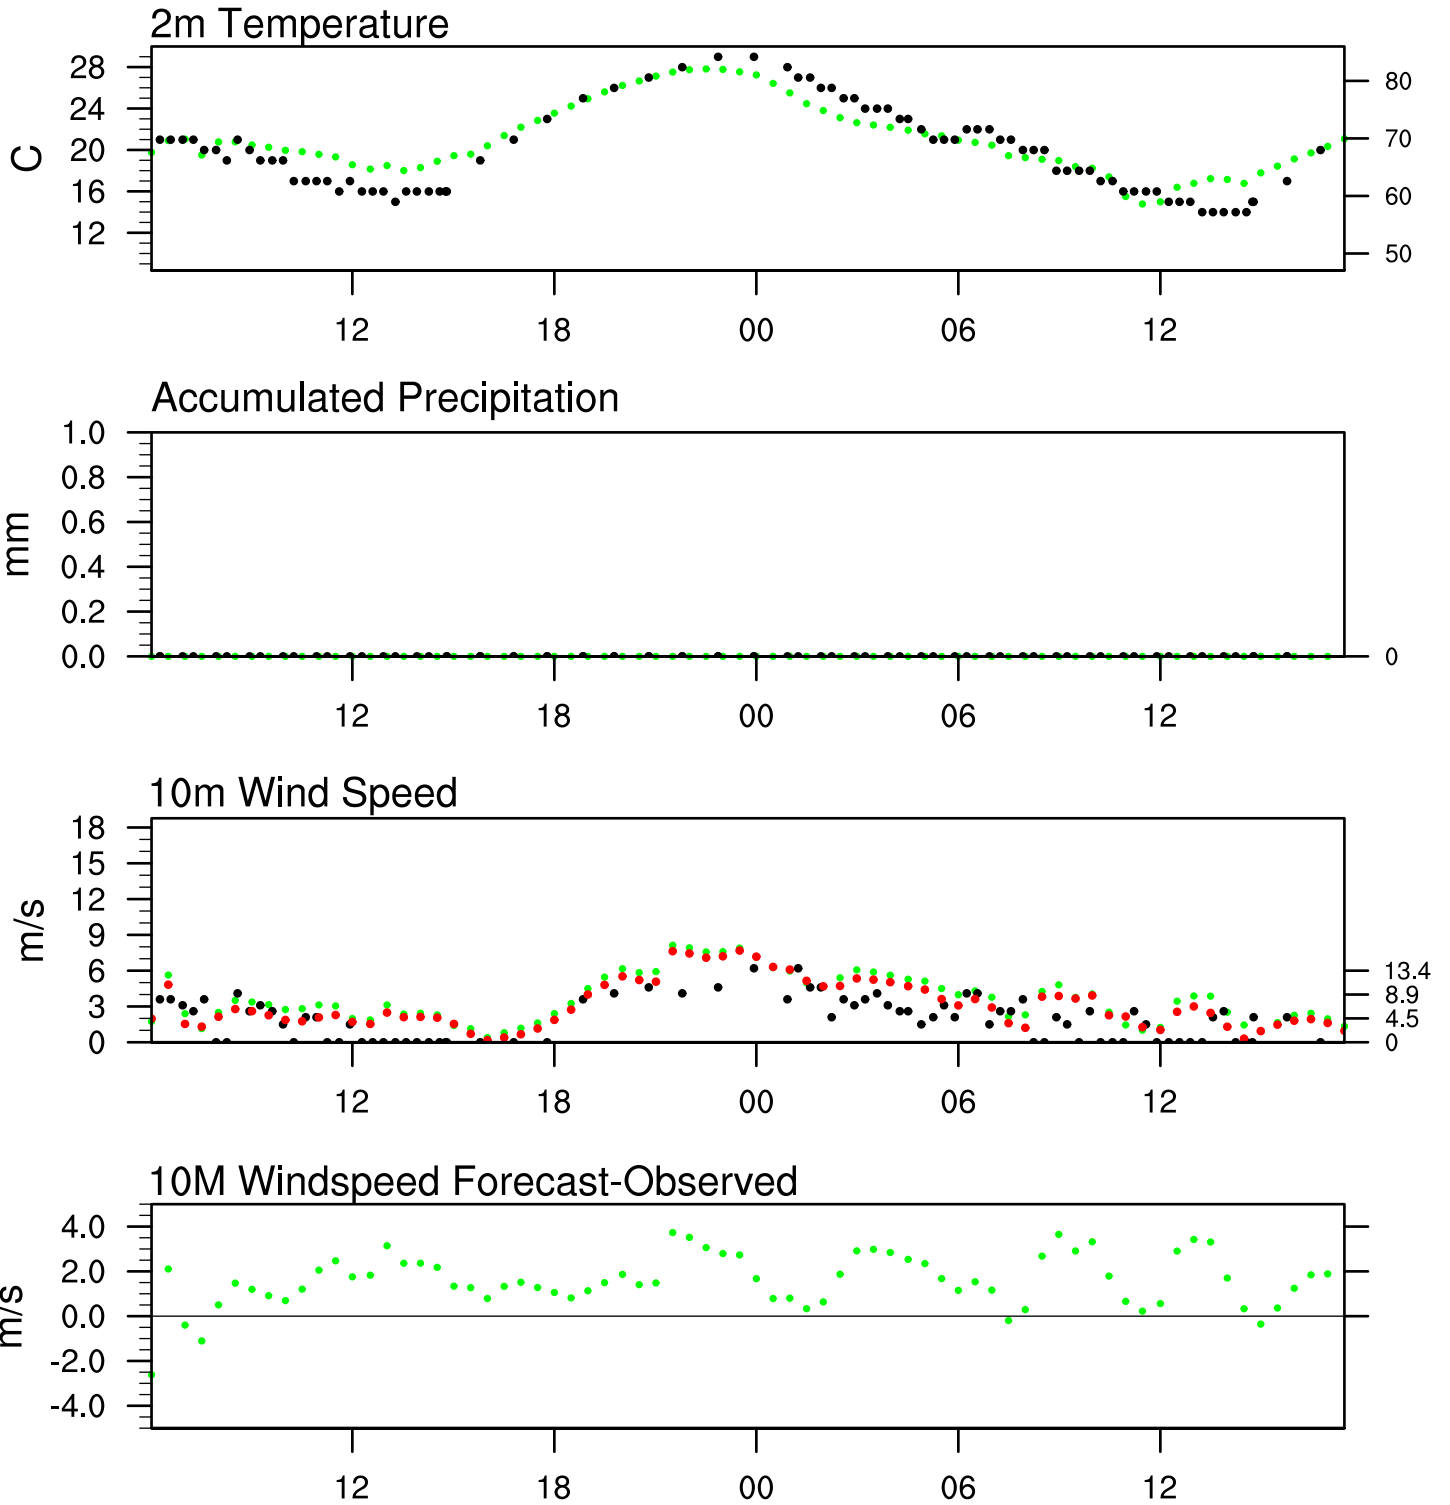 2m Temperature
28
24
20
16
12
C
80
70
60
50
12 18 00 06 12
Accumulated Precipitation
1.0
0.8
0.6
0.4
0.2
0.0
mm
0
12 18 00 06 12
10m Wind Speed
18
15
12
9
6
3
0
m/s
13.4
8.9
4.5
0
12 18 00 06 12
10M Windspeed Forecast-Observed
4.0
2.0
0.0
-2.0
-4.0
m/s
12 18 00 06 12